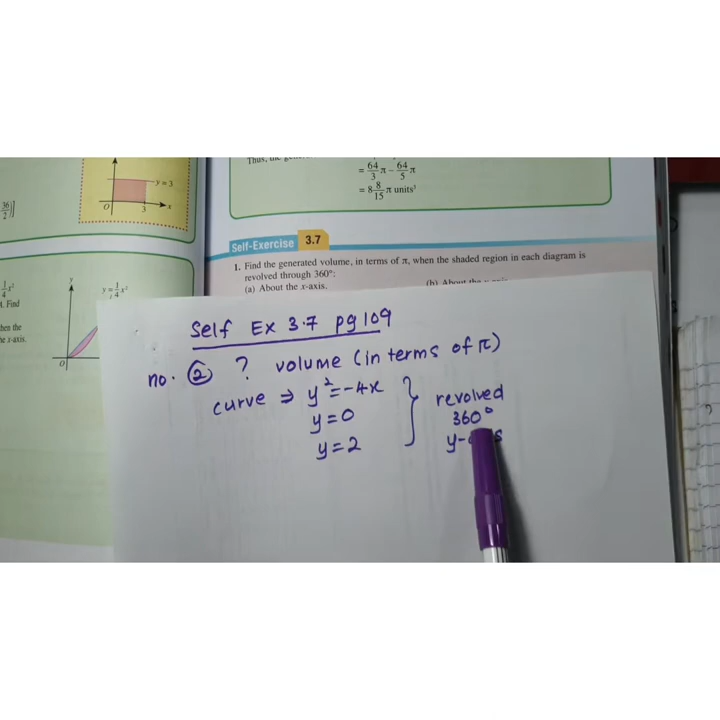 Thus, the gene
= 64/3 π - 64/5 π
= 8 8/15 π units³
y = 3
O 3 x
36/2)]
Self-Exercise 3.7
1. Find the generated volume, in terms of π, when the shaded region in each diagram is
revolved through 360°:
(a) About the x-axis.
(b) About the
1/4 x²
y = 1/4 x²
y
O
. Find
hen the
e x-axis.
Self Ex 3.7 pg 109
no. ② ? volume (in terms of π)
curve ⇒ y² = -4x
y = 0
y = 2
revolved
360°
y-